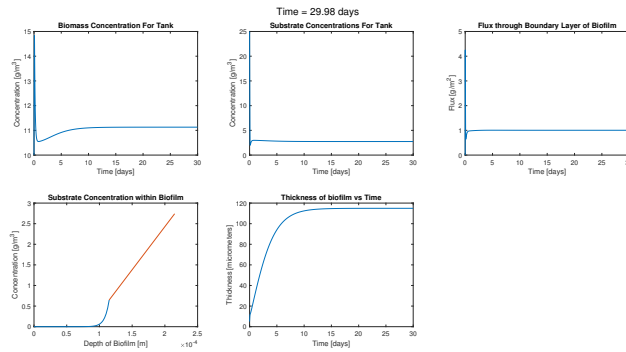 Time = 29.98 days
Biomass Concentration For Tank
Substrate Concentrations For Tank
Flux through Boundary Layer of Biofilm
Concentration [g/m³]
15
14
13
12
11
10
0 5 10 15 20 25 30
Time [days]
Concentration [g/m³]
25
20
15
10
5
0
0 5 10 15 20 25 30
Time [days]
Flux [g/m²]
5
4
3
2
1
0
0 5 10 15 20 25 30
Time [days]
Substrate Concentration within Biofilm
Thickness of biofilm vs Time
Concentration [g/m³]
3
2.5
2
1.5
1
0.5
0
0 0.5 1 1.5 2 2.5
Depth of Biofilm [m]
×10⁻⁴
Thickness [micrometers]
120
100
80
60
40
20
0
0 5 10 15 20 25 30
Time [days]